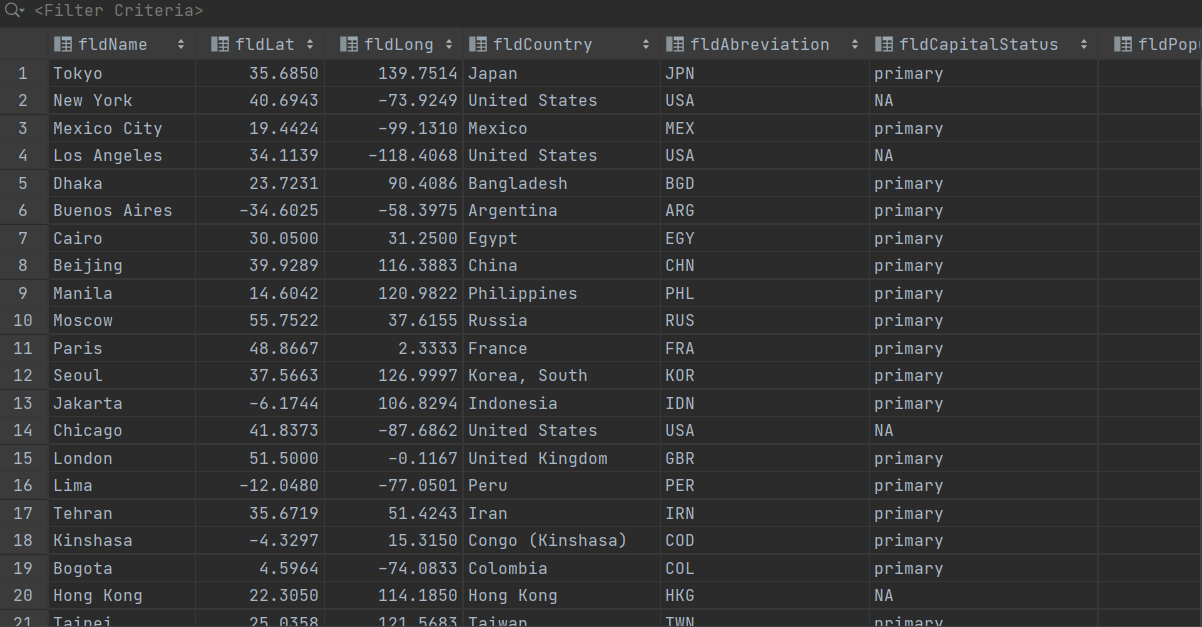 <Filter Criteria>
fldName fldLat fldLong fldCountry fldAbreviation fldCapitalStatus
1 Tokyo 35.6850 139.7514 Japan JPN primary
2 New York 40.6943 -73.9249 United States USA NA
3 Mexico City 19.4424 -99.1310 Mexico MEX primary
4 Los Angeles 34.1139 -118.4068 United States USA NA
5 Dhaka 23.7231 90.4086 Bangladesh BGD primary
6 Buenos Aires -34.6025 -58.3975 Argentina ARG primary
7 Cairo 30.0500 31.2500 Egypt EGY primary
8 Beijing 39.9289 116.3883 China CHN primary
9 Manila 14.6042 120.9822 Philippines PHL primary
10 Moscow 55.7522 37.6155 Russia RUS primary
11 Paris 48.8667 2.3333 France FRA primary
12 Seoul 37.5663 126.9997 Korea, South KOR primary
13 Jakarta -6.1744 106.8294 Indonesia IDN primary
14 Chicago 41.8373 -87.6862 United States USA NA
15 London 51.5000 -0.1167 United Kingdom GBR primary
16 Lima -12.0480 -77.0501 Peru PER primary
17 Tehran 35.6719 51.4243 Iran IRN primary
18 Kinshasa -4.3297 15.3150 Congo (Kinshasa) COD primary
19 Bogota 4.5964 -74.0833 Colombia COL primary
20 Hong Kong 22.3050 114.1850 Hong Kong HKG NA
21 Taipei 25.0358 121.5683 Taiwan TWN primary